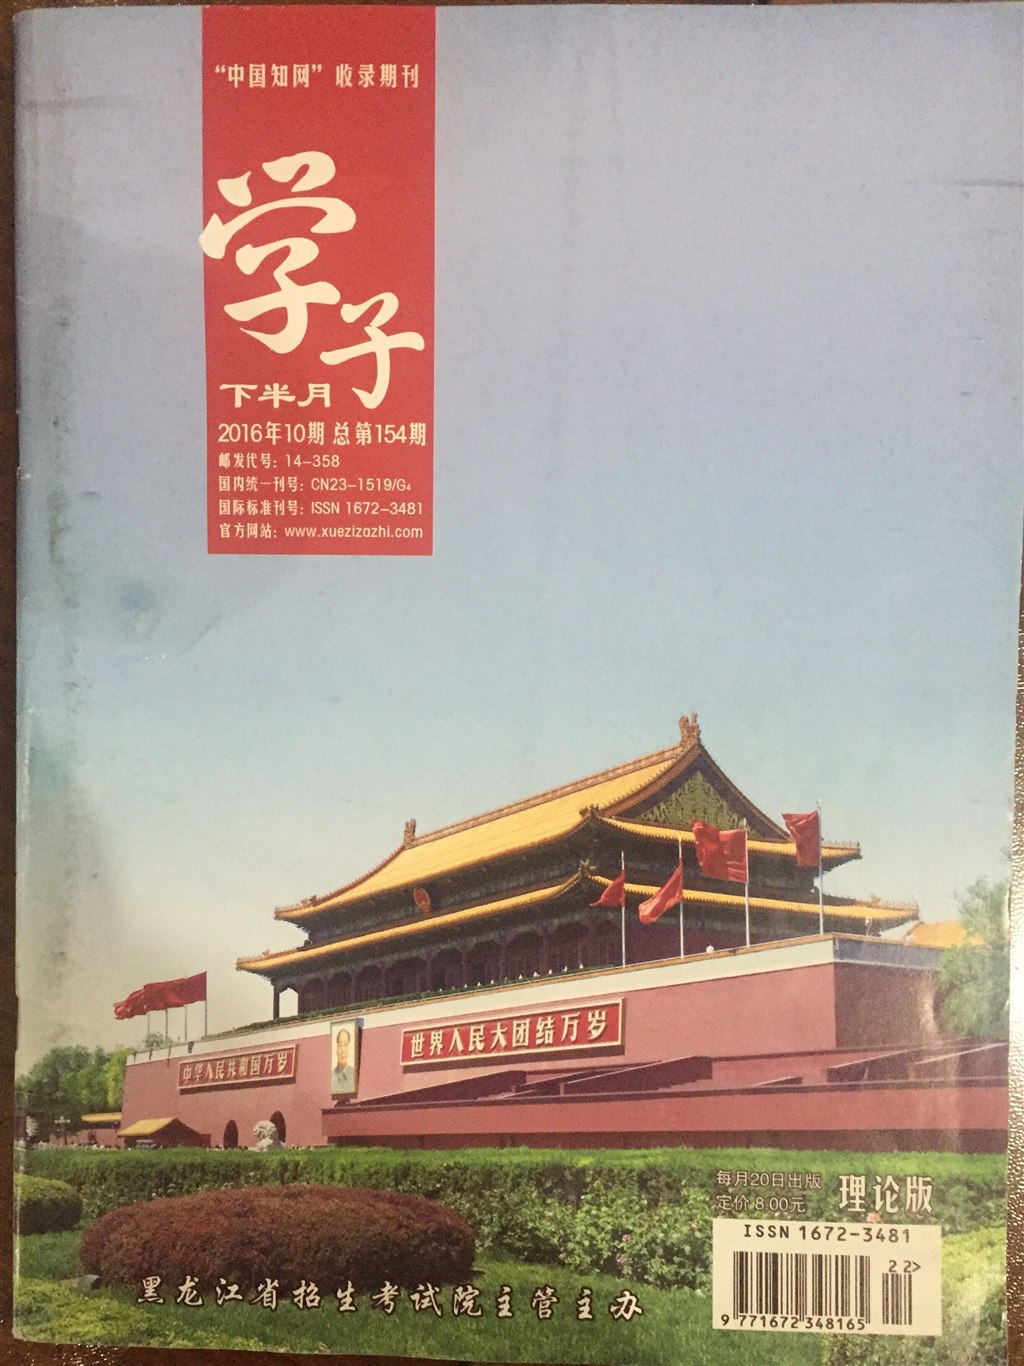 “中国知网”收录期刊
学子
下半月
2016年10期 总第154期
邮发代号：14-358
国内统一刊号：CN23-1519/G₄
国际标准刊号：ISSN 1672-3481
官方网站：www.xuezizazhi.com
中华人民共和国万岁
世界人民大团结万岁
每月20日出版
定价 8.00元
理论版
ISSN 1672-3481
22>
9 771672 348165
黑龙江省招生考试院主管主办